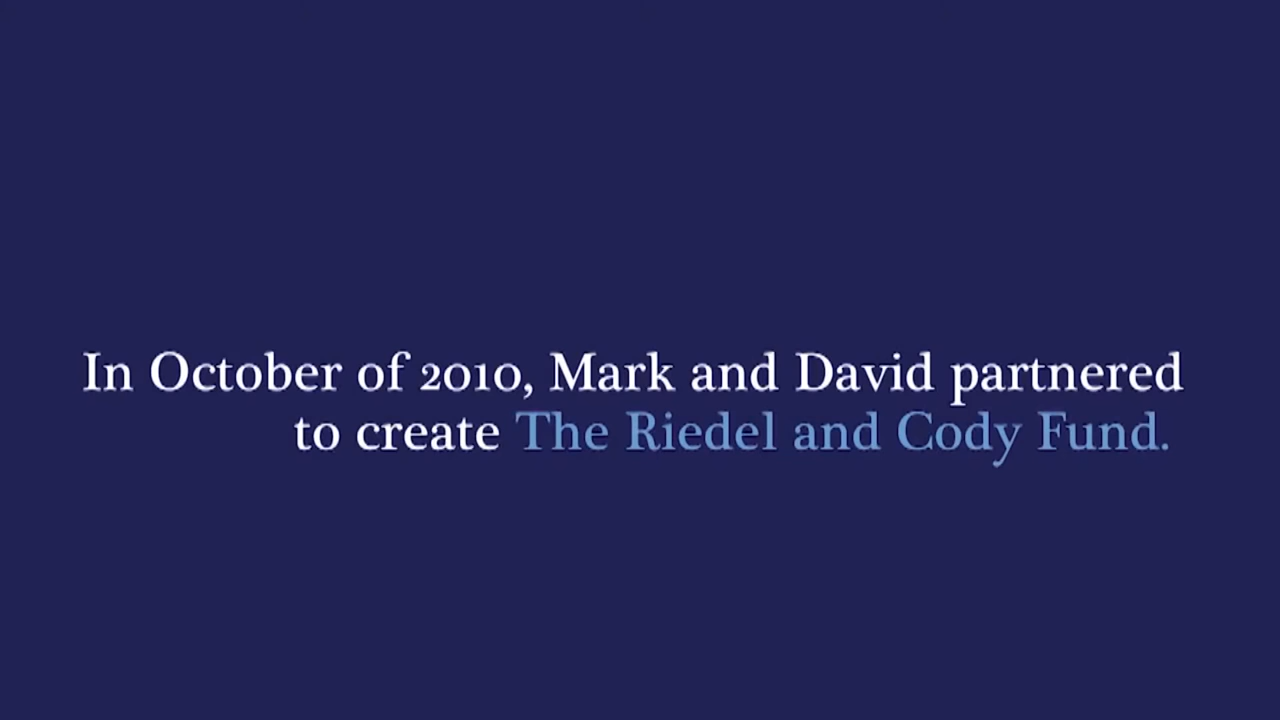 In October of 2010, Mark and David partnered
to create The Riedel and Cody Fund.